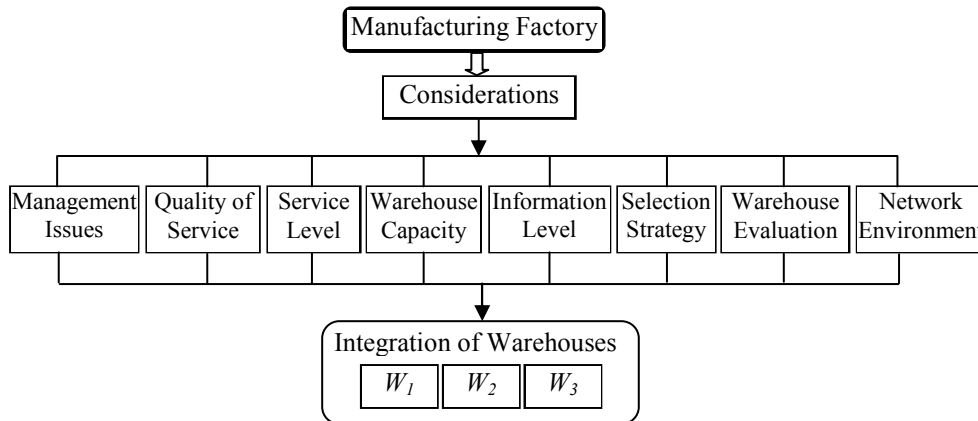 Manufacturing Factory
Considerations
Management
Issues
Quality of
Service
Service
Level
Warehouse
Capacity
Information
Level
Selection
Strategy
Warehouse
Evaluation
Network
Environment
Integration of Warehouses
W1 W2 W3